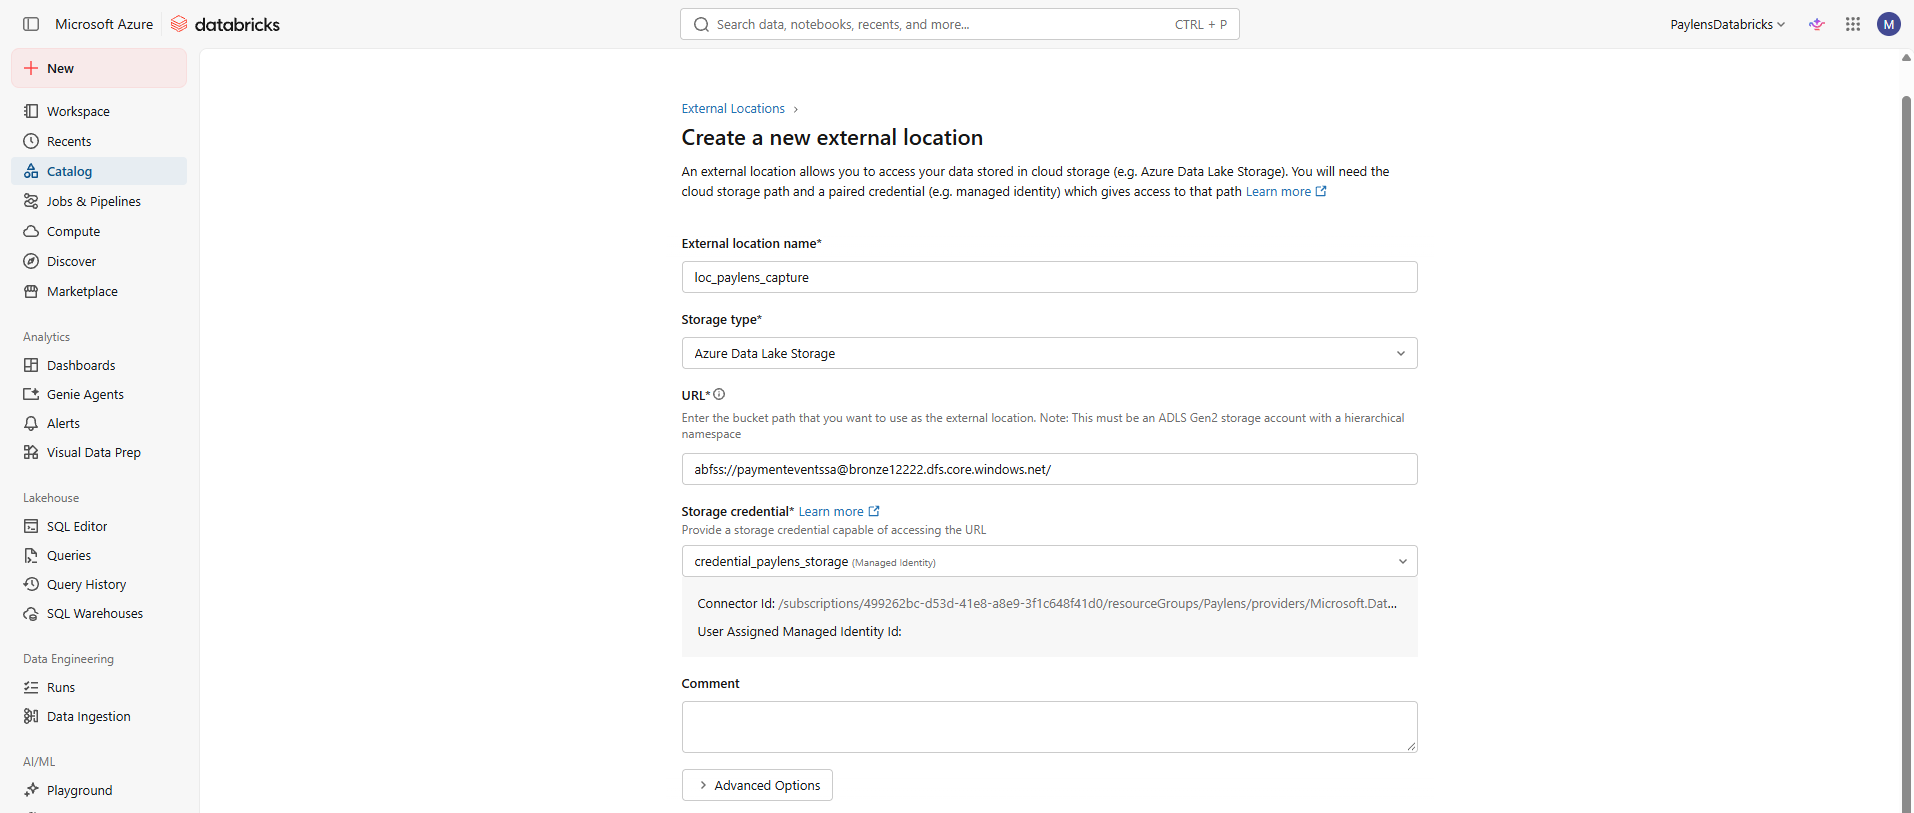 Microsoft Azure
databricks
Search data, notebooks, recents, and more...
CTRL + P
PaylensDatabricks
M
New
Workspace
Recents
Catalog
Jobs & Pipelines
Compute
Discover
Marketplace
Analytics
Dashboards
Genie Agents
Alerts
Visual Data Prep
Lakehouse
SQL Editor
Queries
Query History
SQL Warehouses
Data Engineering
Runs
Data Ingestion
AI/ML
Playground
External Locations ›
Create a new external location
An external location allows you to access your data stored in cloud storage (e.g. Azure Data Lake Storage). You will need the
cloud storage path and a paired credential (e.g. managed identity) which gives access to that path Learn more
External location name*
loc_paylens_capture
Storage type*
Azure Data Lake Storage
URL*
Enter the bucket path that you want to use as the external location. Note: This must be an ADLS Gen2 storage account with a hierarchical
namespace
abfss://paymenteventssa@bronze12222.dfs.core.windows.net/
Storage credential* Learn more
Provide a storage credential capable of accessing the URL
credential_paylens_storage (Managed Identity)
Connector Id: /subscriptions/499262bc-d53d-41e8-a8e9-3f1c648f41d0/resourceGroups/Paylens/providers/Microsoft.Dat...
User Assigned Managed Identity Id:
Comment
Advanced Options